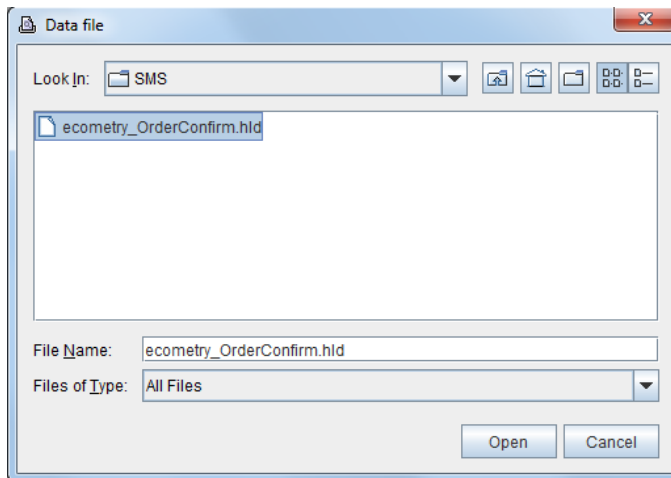 Data file
Look In: SMS
ecometry_OrderConfirm.hld
File Name: ecometry_OrderConfirm.hld
Files of Type: All Files
Open Cancel